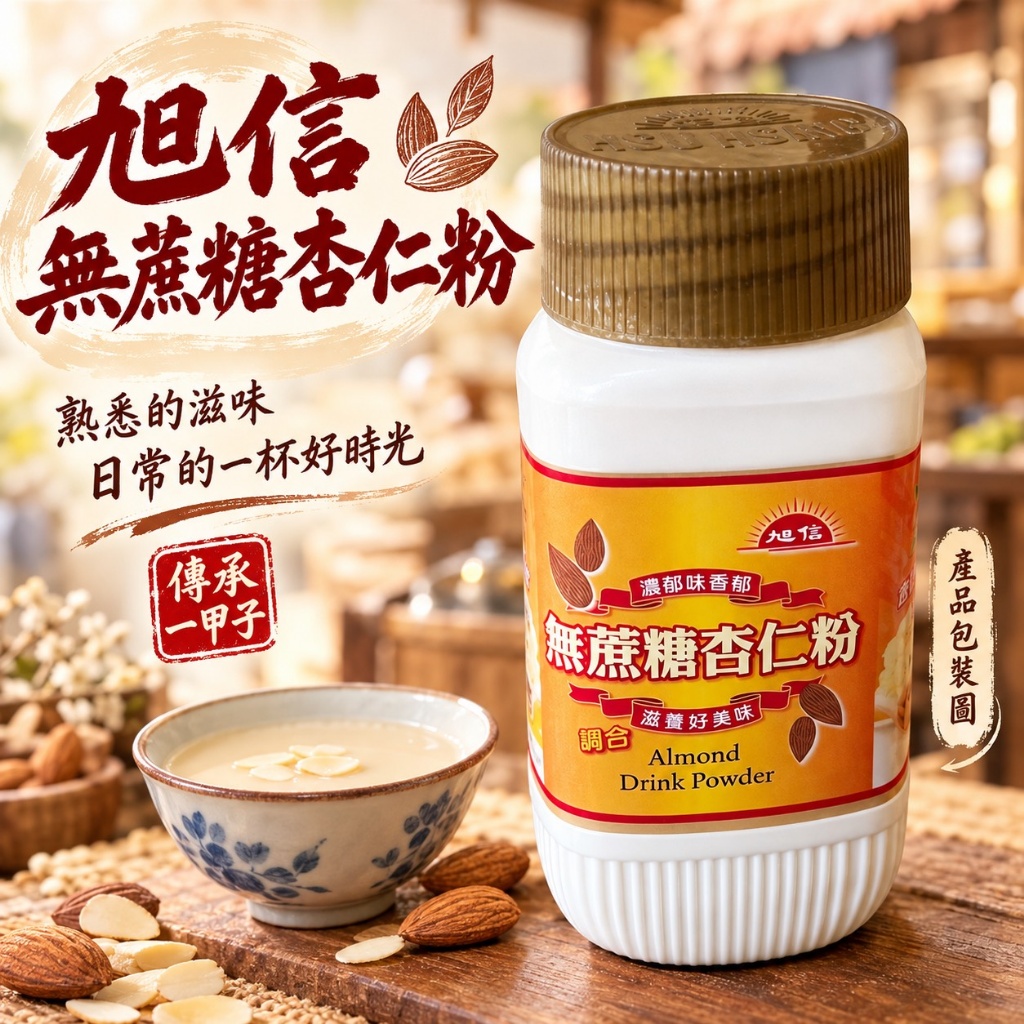 旭信
無蔗糖杏仁粉
熟悉的滋味
日常的一杯好時光
傳承
一甲子
旭信
濃郁味香郁
無蔗糖杏仁粉
滋養好美味
調合
Almond
Drink Powder
產品包裝圖